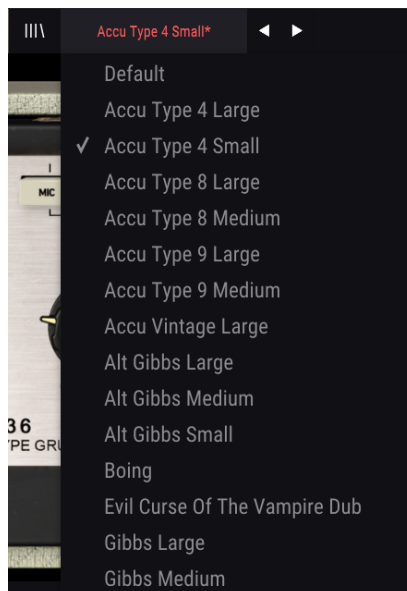 Accu Type 4 Small*
Default
Accu Type 4 Large
Accu Type 4 Small
Accu Type 8 Large
Accu Type 8 Medium
MIC
Accu Type 9 Large
Accu Type 9 Medium
Accu Vintage Large
Alt Gibbs Large
Alt Gibbs Medium
36
Alt Gibbs Small
YPE GRU
Boing
Evil Curse Of The Vampire Dub
Gibbs Large
Gibbs Medium